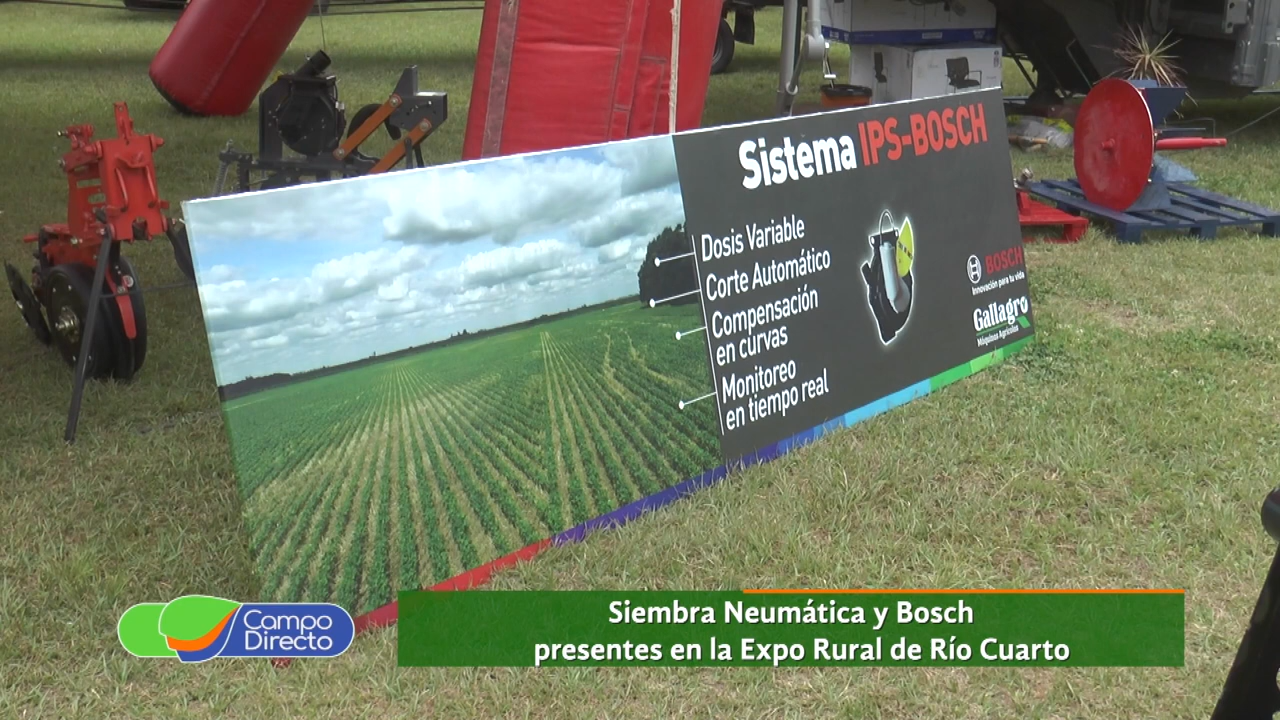 Sistema IPS-BOSCH
Dosis Variable
Corte Automático
Compensación
en curvas
Monitoreo
en tiempo real
BOSCH
Innovación para tu vida
Gallagro
Máquinas Agrícolas
Campo
Directo
Siembra Neumática y Bosch
presentes en la Expo Rural de Río Cuarto